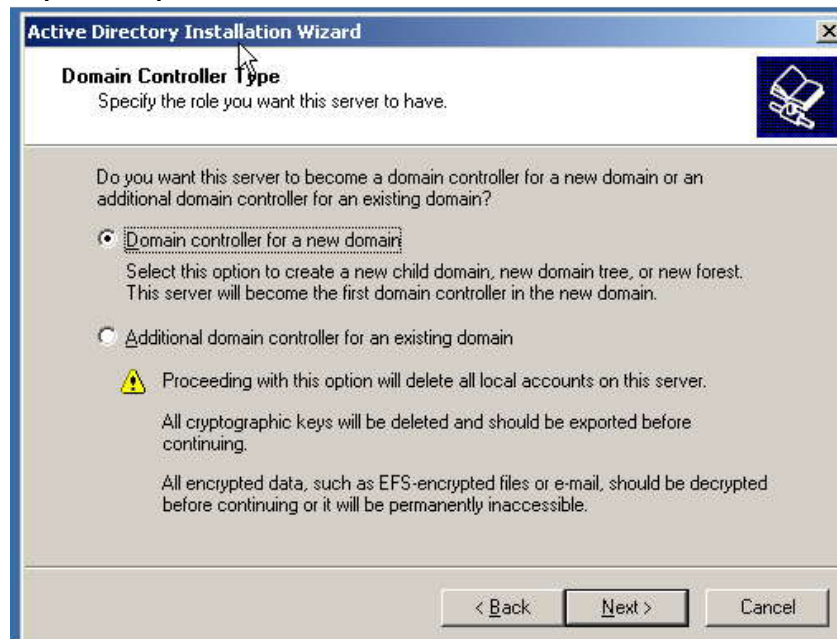 Active Directory Installation Wizard
Domain Controller Type
Specify the role you want this server to have.
Do you want this server to become a domain controller for a new domain or an
additional domain controller for an existing domain?
Domain controller for a new domain
Select this option to create a new child domain, new domain tree, or new forest.
This server will become the first domain controller in the new domain.
Additional domain controller for an existing domain
Proceeding with this option will delete all local accounts on this server.
All cryptographic keys will be deleted and should be exported before
continuing.
All encrypted data, such as EFS-encrypted files or e-mail, should be decrypted
before continuing or it will be permanently inaccessible.
< Back Next > Cancel